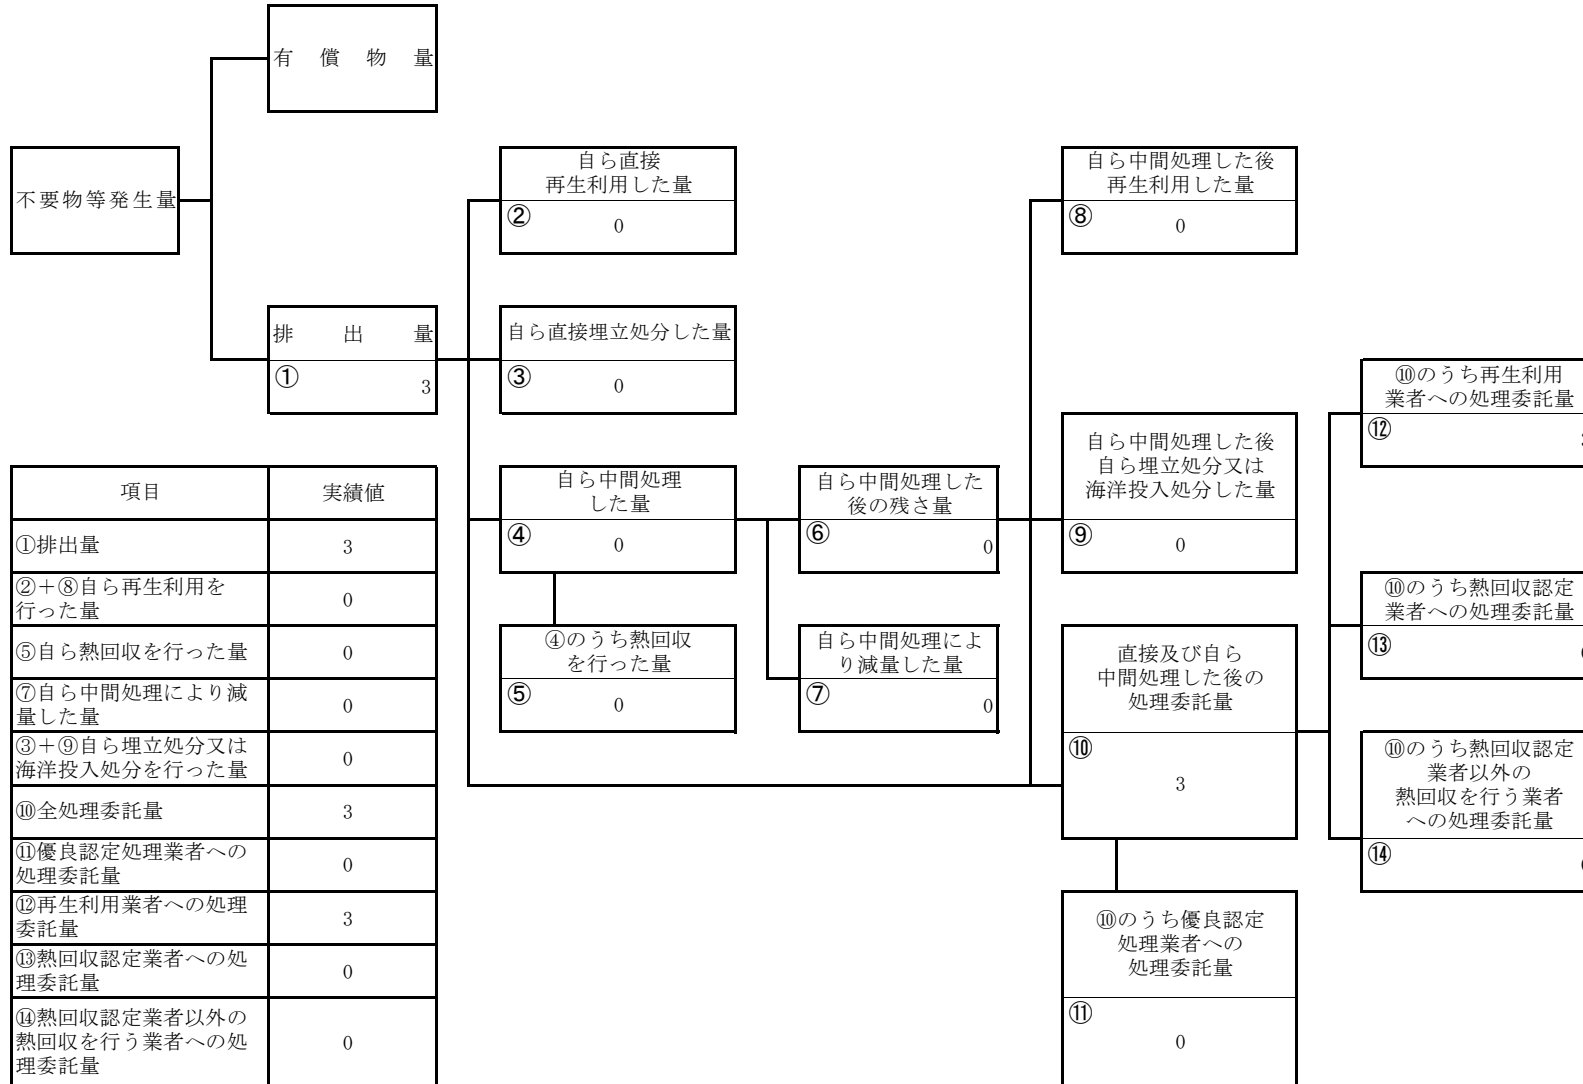 有償物量
不要物等発生量
排出量
①
3
自ら直接
再生利用した量
②
0
自ら直接埋立処分した量
③
0
自ら中間処理
した量
④
0
④のうち熱回収
を行った量
⑤
0
自ら中間処理した
後の残さ量
⑥
0
自ら中間処理によ
り減量した量
⑦
0
自ら中間処理した後
再生利用した量
⑧
0
自ら中間処理した後
自ら埋立処分又は
海洋投入処分した量
⑨
0
直接及び自ら
中間処理した後の
処理委託量
⑩
3
⑩のうち優良認定
処理業者への
処理委託量
⑪
0
⑩のうち再生利用
業者への処理委託量
⑫
⑩のうち熱回収認定
業者への処理委託量
⑬
⑩のうち熱回収認定
業者以外の
熱回収を行う業者
への処理委託量
⑭
項目 実績値
①排出量 3
②+⑧自ら再生利用を
行った量 0
⑤自ら熱回収を行った量 0
⑦自ら中間処理により減
量した量 0
③+⑨自ら埋立処分又は
海洋投入処分を行った量 0
⑩全処理委託量 3
⑪優良認定処理業者への
処理委託量 0
⑫再生利用業者への処理
委託量 3
⑬熱回収認定業者への処
理委託量 0
⑭熱回収認定業者以外の
熱回収を行う業者への処
理委託量 0